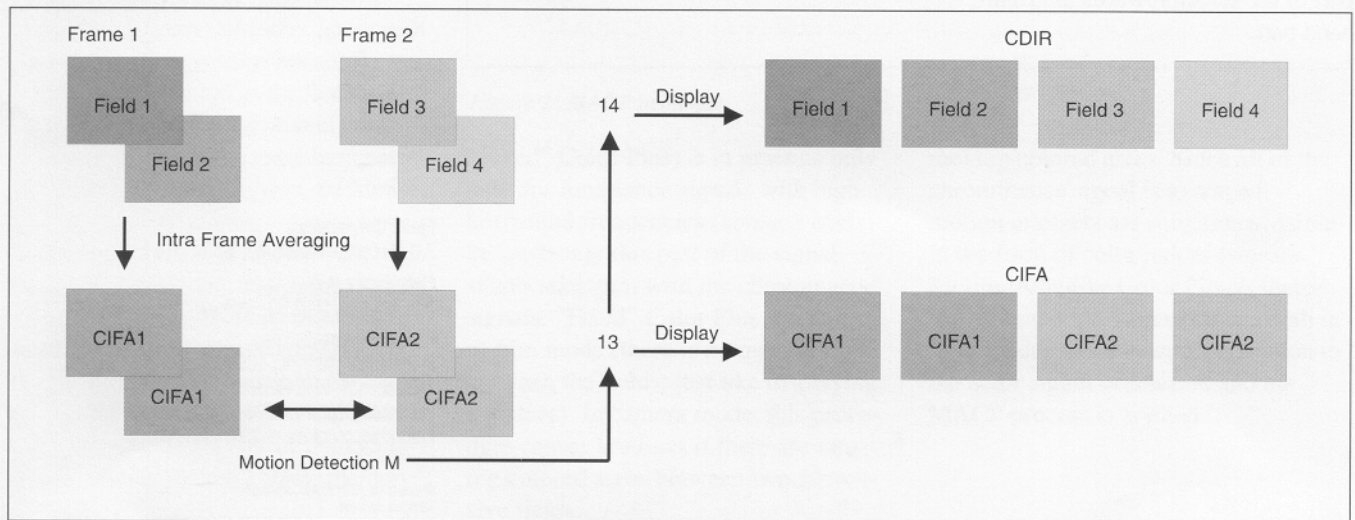 Frame 1
Frame 2
CDIR
Field 1
Field 2
Field 3
Field 4
14
Display
Field 1
Field 2
Field 3
Field 4
Intra Frame Averaging
CIFA
CIFA1
CIFA1
CIFA2
CIFA2
13
Display
CIFA1
CIFA1
CIFA2
CIFA2
Motion Detection M